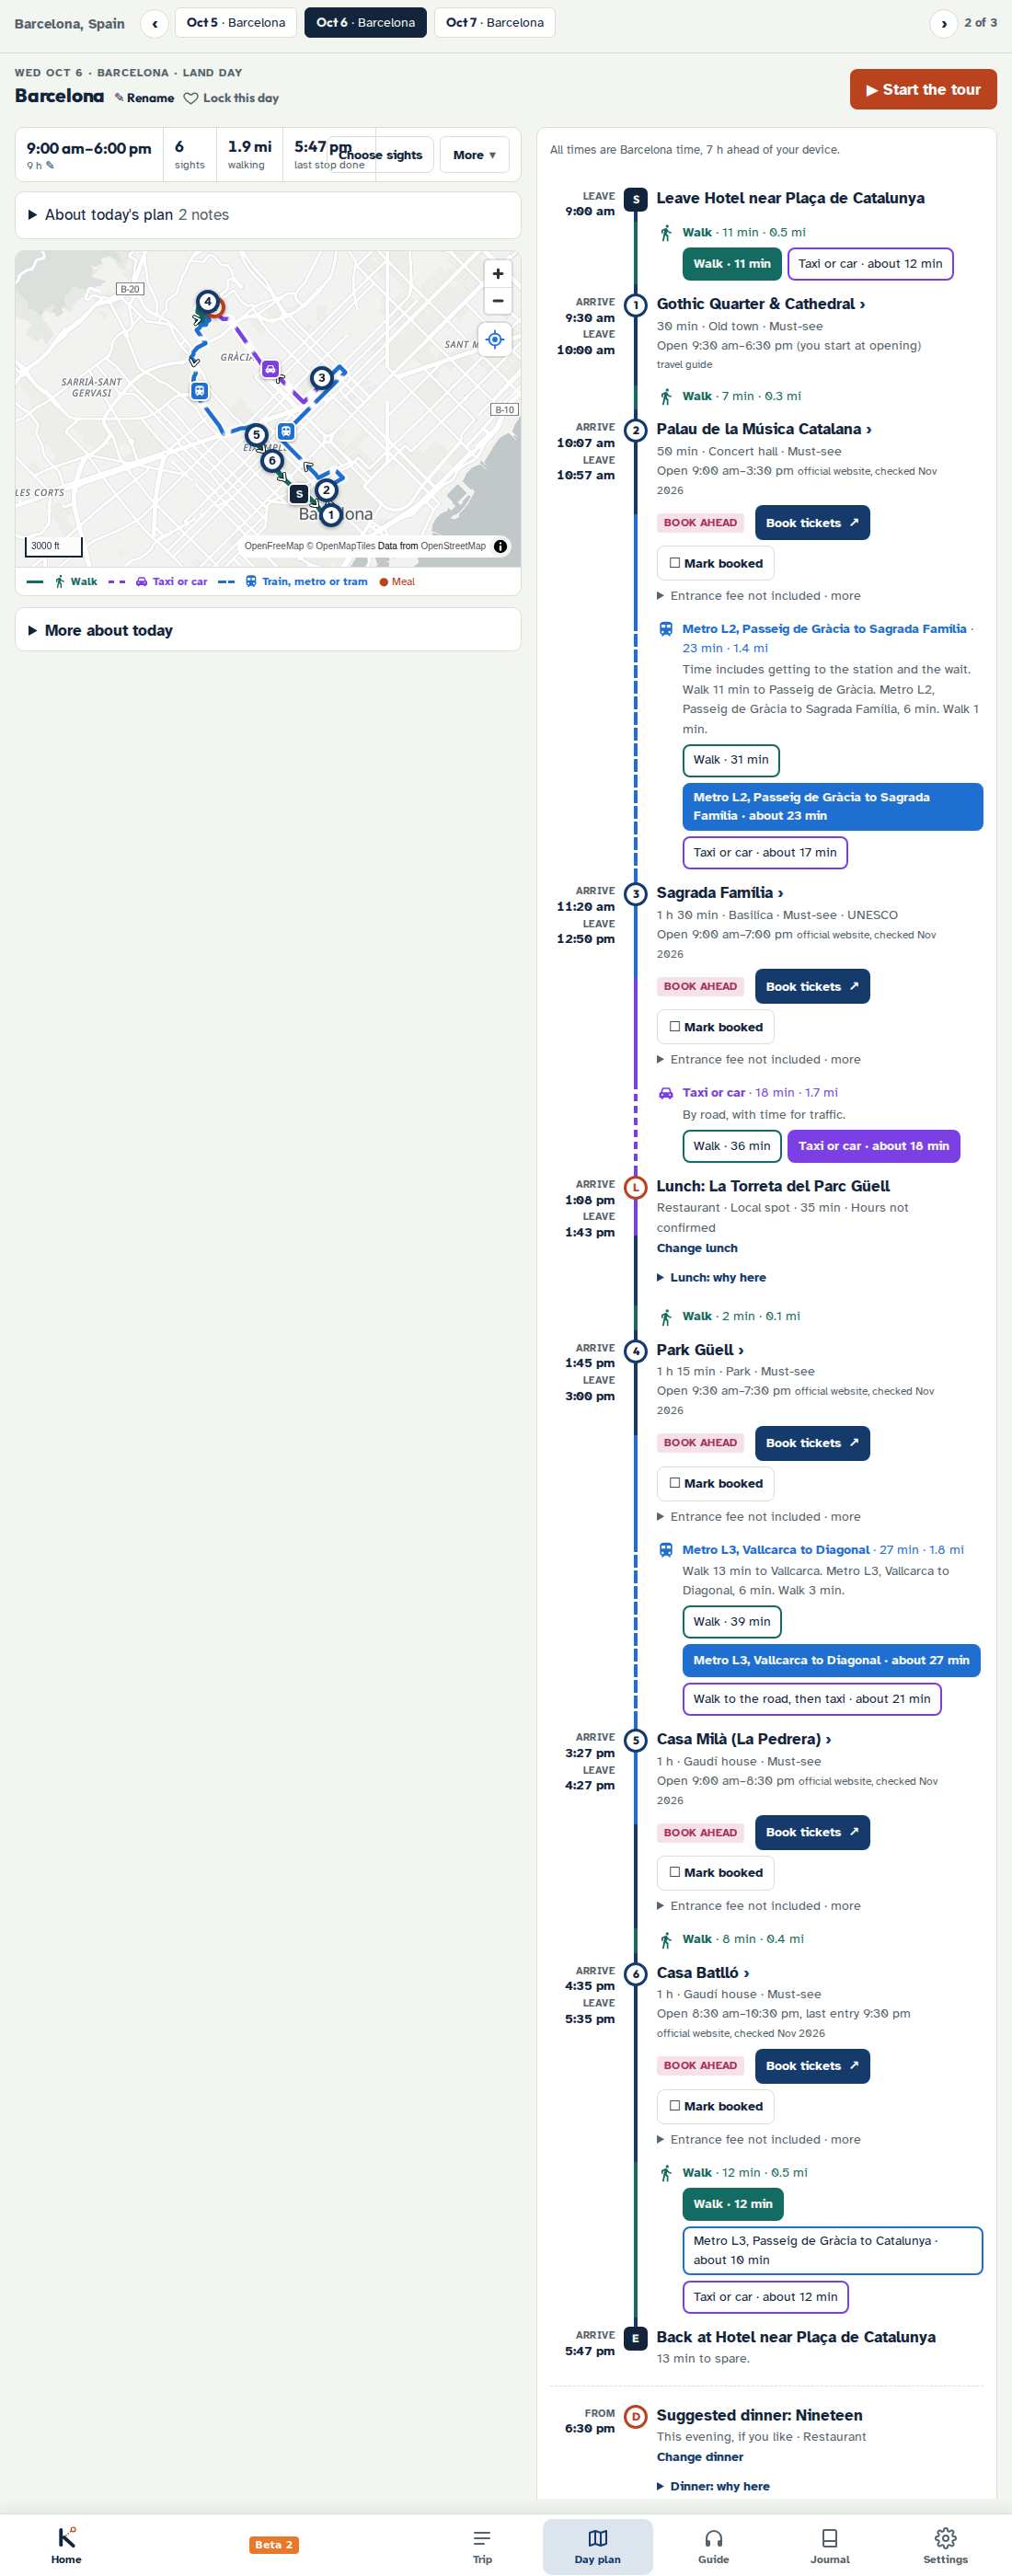 Barcelona, Spain
‹
Oct 5 · Barcelona
Oct 6 · Barcelona
Oct 7 · Barcelona
›
2 of 3
WED OCT 6 · BARCELONA · LAND DAY
Barcelona
✎ Rename
Lock this day
▶ Start the tour
9:00 am–6:00 pm
9 h ✎
6
sights
1.9 mi
walking
5:47 pm
last stop done
Choose sights
More ▾
▶ About today's plan 2 notes
B-20
GRÀCIA
SANT M
SARRIÀ-SANT
GERVASI
B-10
LES CORTS
4
3
5
6
S
2
1
+
−
3000 ft
OpenFreeMap © OpenMapTiles Data from OpenStreetMap
Walk
Taxi or car
Train, metro or tram
Meal
▶ More about today
All times are Barcelona time, 7 h ahead of your device.
LEAVE
9:00 am
S
Leave Hotel near Plaça de Catalunya
Walk · 11 min · 0.5 mi
Walk · 11 min
Taxi or car · about 12 min
ARRIVE
9:30 am
LEAVE
10:00 am
1
Gothic Quarter & Cathedral ›
30 min · Old town · Must-see
Open 9:30 am–6:30 pm (you start at opening)
travel guide
Walk · 7 min · 0.3 mi
ARRIVE
10:07 am
LEAVE
10:57 am
2
Palau de la Música Catalana ›
50 min · Concert hall · Must-see
Open 9:00 am–3:30 pm official website, checked Nov
2026
BOOK AHEAD
Book tickets ↗
☐ Mark booked
▶ Entrance fee not included · more
Metro L2, Passeig de Gràcia to Sagrada Família ·
23 min · 1.4 mi
Time includes getting to the station and the wait.
Walk 11 min to Passeig de Gràcia. Metro L2,
Passeig de Gràcia to Sagrada Família, 6 min. Walk 1
min.
Walk · 31 min
Metro L2, Passeig de Gràcia to Sagrada
Família · about 23 min
Taxi or car · about 17 min
ARRIVE
11:20 am
LEAVE
12:50 pm
3
Sagrada Família ›
1 h 30 min · Basilica · Must-see · UNESCO
Open 9:00 am–7:00 pm official website, checked Nov
2026
BOOK AHEAD
Book tickets ↗
☐ Mark booked
▶ Entrance fee not included · more
Taxi or car · 18 min · 1.7 mi
By road, with time for traffic.
Walk · 36 min
Taxi or car · about 18 min
ARRIVE
1:08 pm
LEAVE
1:43 pm
L
Lunch: La Torreta del Parc Güell
Restaurant · Local spot · 35 min · Hours not
confirmed
Change lunch
▶ Lunch: why here
Walk · 2 min · 0.1 mi
ARRIVE
1:45 pm
LEAVE
3:00 pm
4
Park Güell ›
1 h 15 min · Park · Must-see
Open 9:30 am–7:30 pm official website, checked Nov
2026
BOOK AHEAD
Book tickets ↗
☐ Mark booked
▶ Entrance fee not included · more
Metro L3, Vallcarca to Diagonal · 27 min · 1.8 mi
Walk 13 min to Vallcarca. Metro L3, Vallcarca to
Diagonal, 6 min. Walk 3 min.
Walk · 39 min
Metro L3, Vallcarca to Diagonal · about 27 min
Walk to the road, then taxi · about 21 min
ARRIVE
3:27 pm
LEAVE
4:27 pm
5
Casa Milà (La Pedrera) ›
1 h · Gaudí house · Must-see
Open 9:00 am–8:30 pm official website, checked Nov
2026
BOOK AHEAD
Book tickets ↗
☐ Mark booked
▶ Entrance fee not included · more
Walk · 8 min · 0.4 mi
ARRIVE
4:35 pm
LEAVE
5:35 pm
6
Casa Batlló ›
1 h · Gaudí house · Must-see
Open 8:30 am–10:30 pm, last entry 9:30 pm
official website, checked Nov 2026
BOOK AHEAD
Book tickets ↗
☐ Mark booked
▶ Entrance fee not included · more
Walk · 12 min · 0.5 mi
Walk · 12 min
Metro L3, Passeig de Gràcia to Catalunya ·
about 10 min
Taxi or car · about 12 min
ARRIVE
5:47 pm
E
Back at Hotel near Plaça de Catalunya
13 min to spare.
FROM
6:30 pm
D
Suggested dinner: Nineteen
This evening, if you like · Restaurant
Change dinner
▶ Dinner: why here
Home
Beta 2
Trip
Day plan
Guide
Journal
Settings